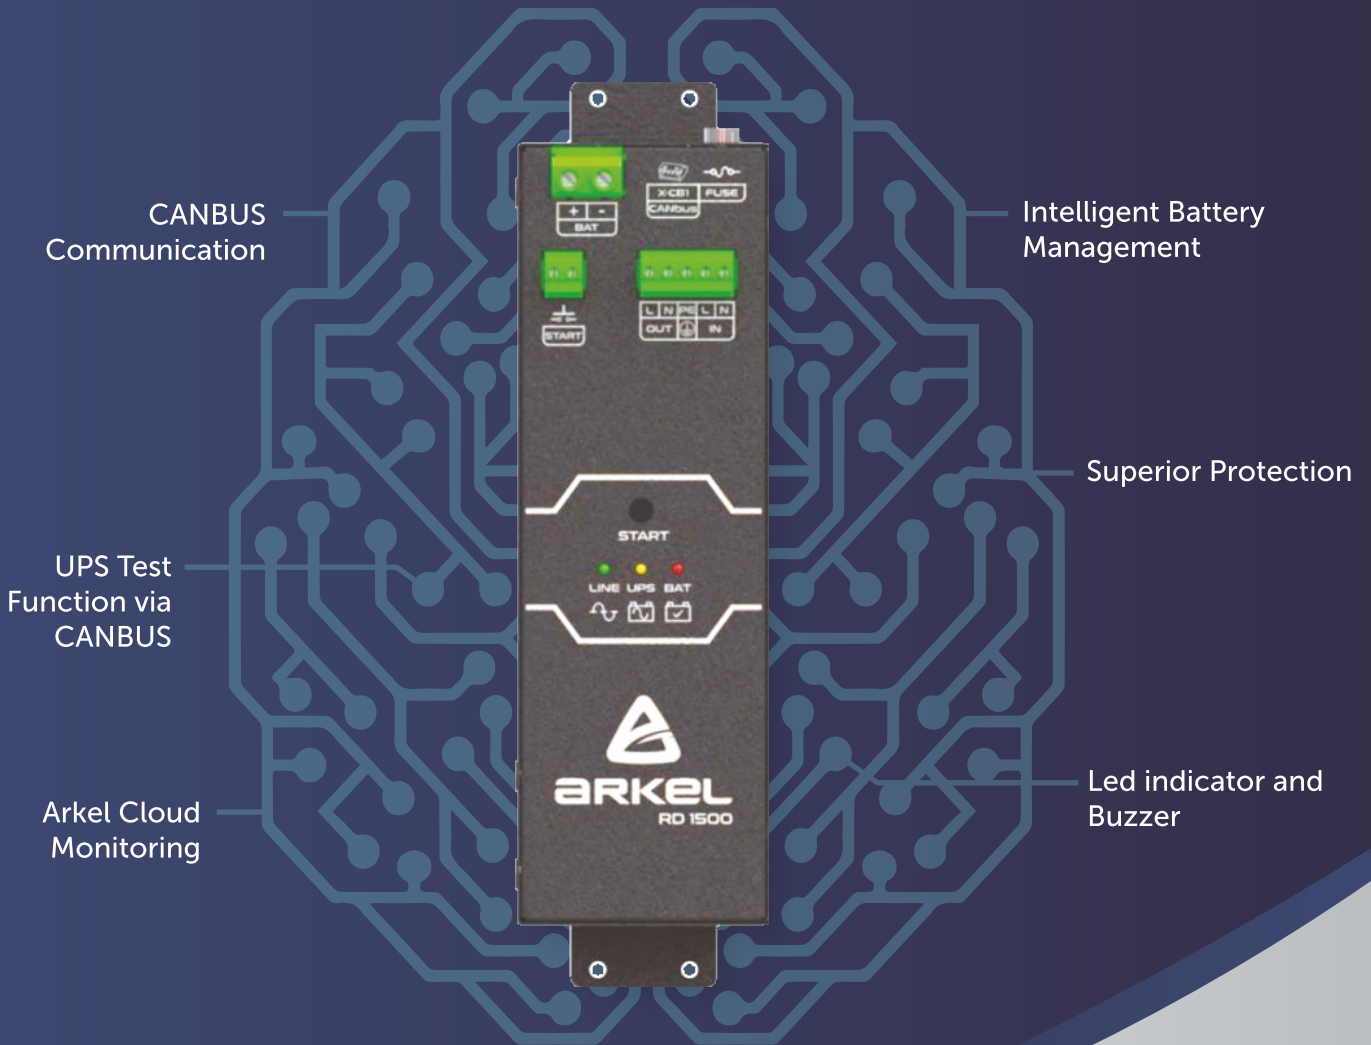 CANBUS
Communication
UPS Test
Function via
CANBUS
Arkel Cloud
Monitoring
X-CB1 FUSE
CANbus
+ -
BAT
L N PE L N
OUT IN
START
START
LINE UPS BAT
ARKEL
RD 1500
Intelligent Battery
Management
Superior Protection
Led indicator and
Buzzer